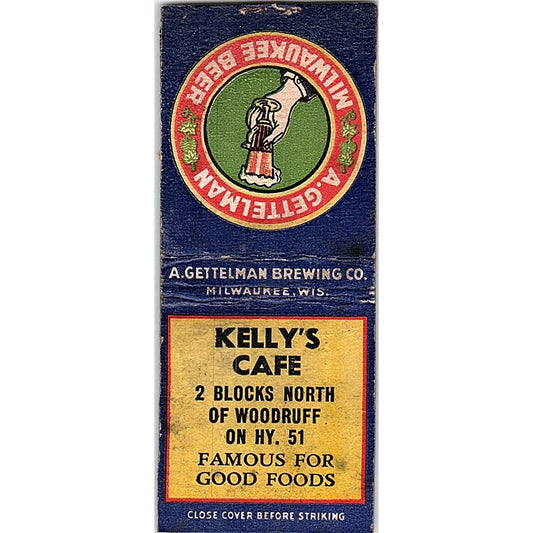 A. GETTELMAN
MILWAUKEE BEER
A. GETTELMAN BREWING CO.
MILWAUKEE, WIS.
KELLY'S
CAFE
2 BLOCKS NORTH
OF WOODRUFF
ON HY. 51
FAMOUS FOR
GOOD FOODS
CLOSE COVER BEFORE STRIKING